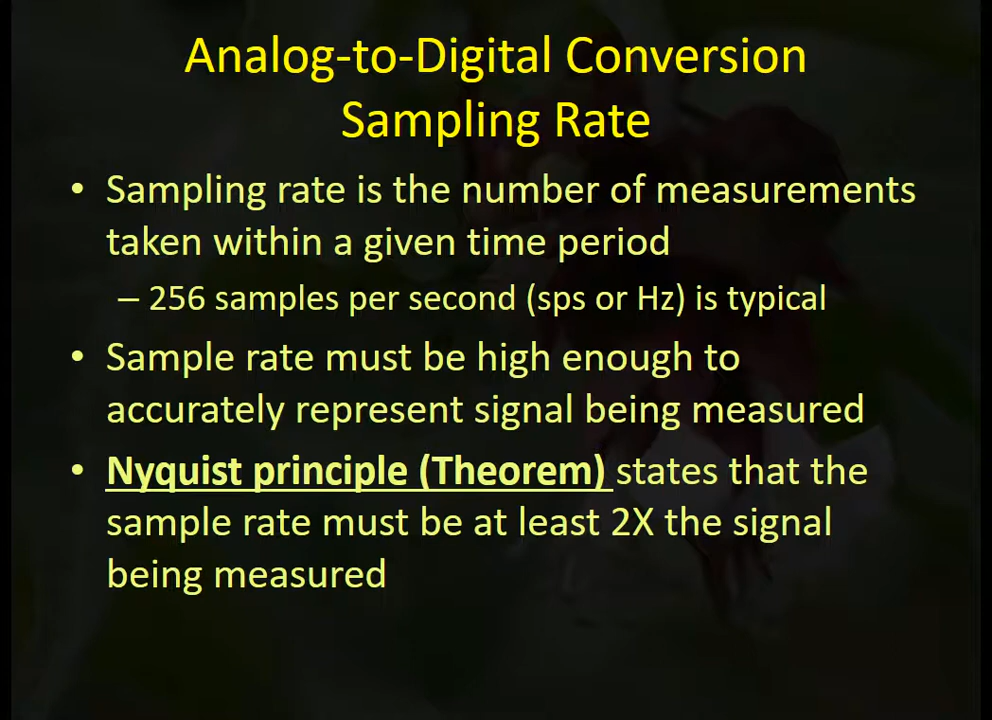 Analog-to-Digital Conversion
Sampling Rate
• Sampling rate is the number of measurements
taken within a given time period
– 256 samples per second (sps or Hz) is typical
• Sample rate must be high enough to
accurately represent signal being measured
• Nyquist principle (Theorem) states that the
sample rate must be at least 2X the signal
being measured